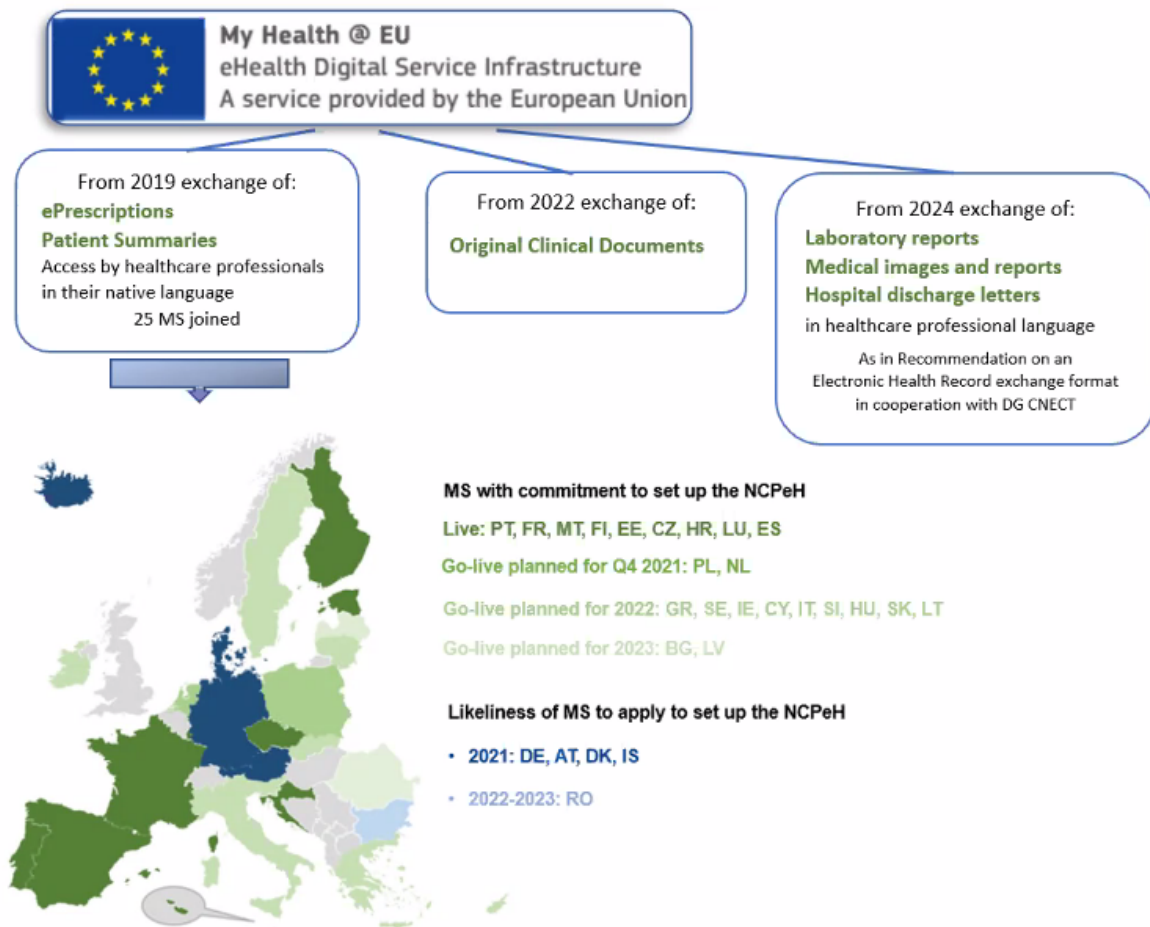 My Health @ EU
eHealth Digital Service Infrastructure
A service provided by the European Union
From 2019 exchange of:
ePrescriptions
Patient Summaries
Access by healthcare professionals
in their native language
25 MS joined
From 2022 exchange of:
Original Clinical Documents
From 2024 exchange of:
Laboratory reports
Medical images and reports
Hospital discharge letters
in healthcare professional language
As in Recommendation on an
Electronic Health Record exchange format
in cooperation with DG CNECT
MS with commitment to set up the NCPeH
Live: PT, FR, MT, FI, EE, CZ, HR, LU, ES
Go-live planned for Q4 2021: PL, NL
Go-live planned for 2022: GR, SE, IE, CY, IT, SI, HU, SK, LT
Go-live planned for 2023: BG, LV
Likeliness of MS to apply to set up the NCPeH
• 2021: DE, AT, DK, IS
• 2022-2023: RO